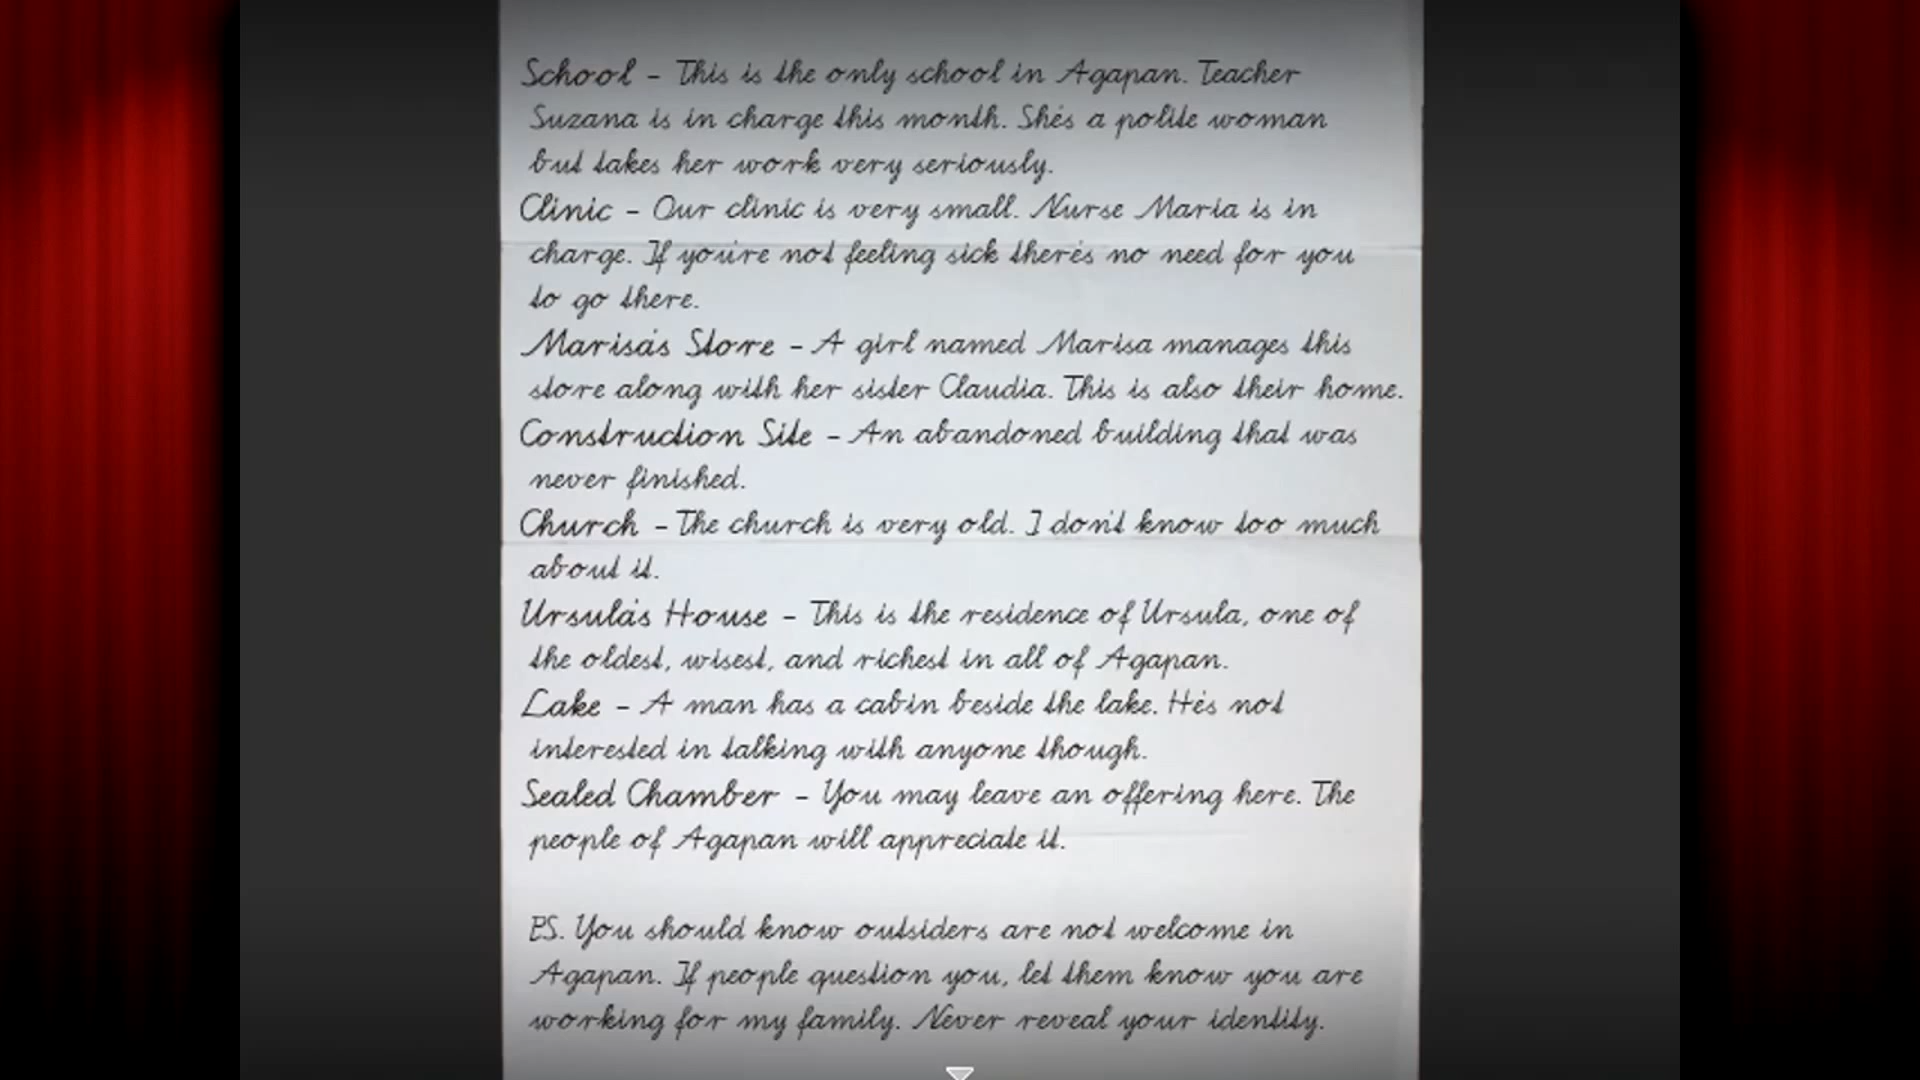 School - This is the only school in Agapan. Teacher
Suzana is in charge this month. She's a polite woman
but takes her work very seriously.
Clinic - Our clinic is very small. Nurse Maria is in
charge. If you're not feeling sick there's no need for you
to go there.
Marisa's Store - A girl named Marisa manages this
store along with her sister Claudia. This is also their home.
Construction Site - An abandoned building that was
never finished.
Church - The church is very old. I don't know too much
about it.
Ursula's House - This is the residence of Ursula, one of
the oldest, wisest, and richest in all of Agapan.
Lake - A man has a cabin beside the lake. He's not
interested in talking with anyone though.
Sealed Chamber - You may leave an offering here. The
people of Agapan will appreciate it.
PS. You should know outsiders are not welcome in
Agapan. If people question you, let them know you are
working for my family. Never reveal your identity.